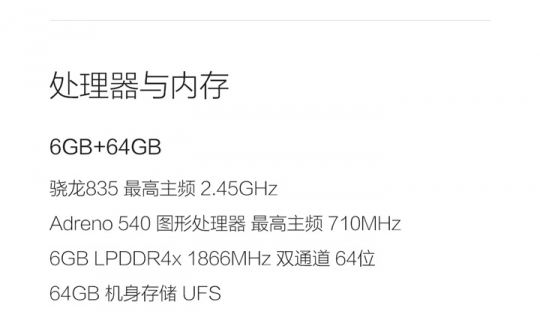 处理器与内存
6GB+64GB
骁龙835 最高主频 2.45GHz
Adreno 540 图形处理器 最高主频 710MHz
6GB LPDDR4x 1866MHz 双通道 64位
64GB 机身存储 UFS